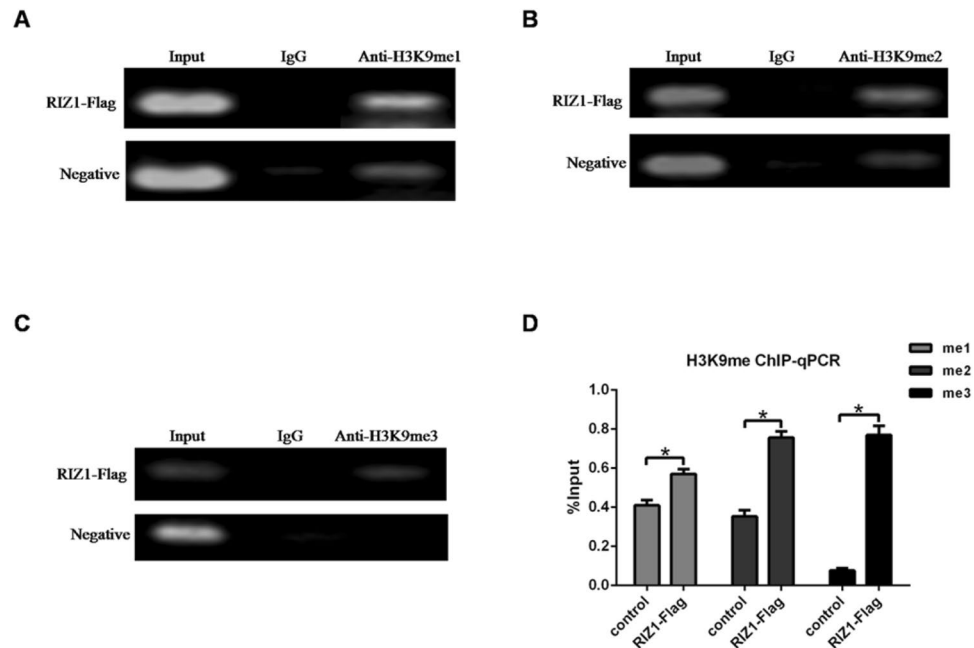 A
Input IgG Anti-H3K9me1
RIZ1-Flag
Negative
B
Input IgG Anti-H3K9me2
RIZ1-Flag
Negative
C
Input IgG Anti-H3K9me3
RIZ1-Flag
Negative
D
H3K9me ChIP-qPCR
me1
me2
me3
%Input
1.0
0.8
0.6
0.4
0.2
0.0
* * *
control RIZ1-Flag control RIZ1-Flag control RIZ1-Flag